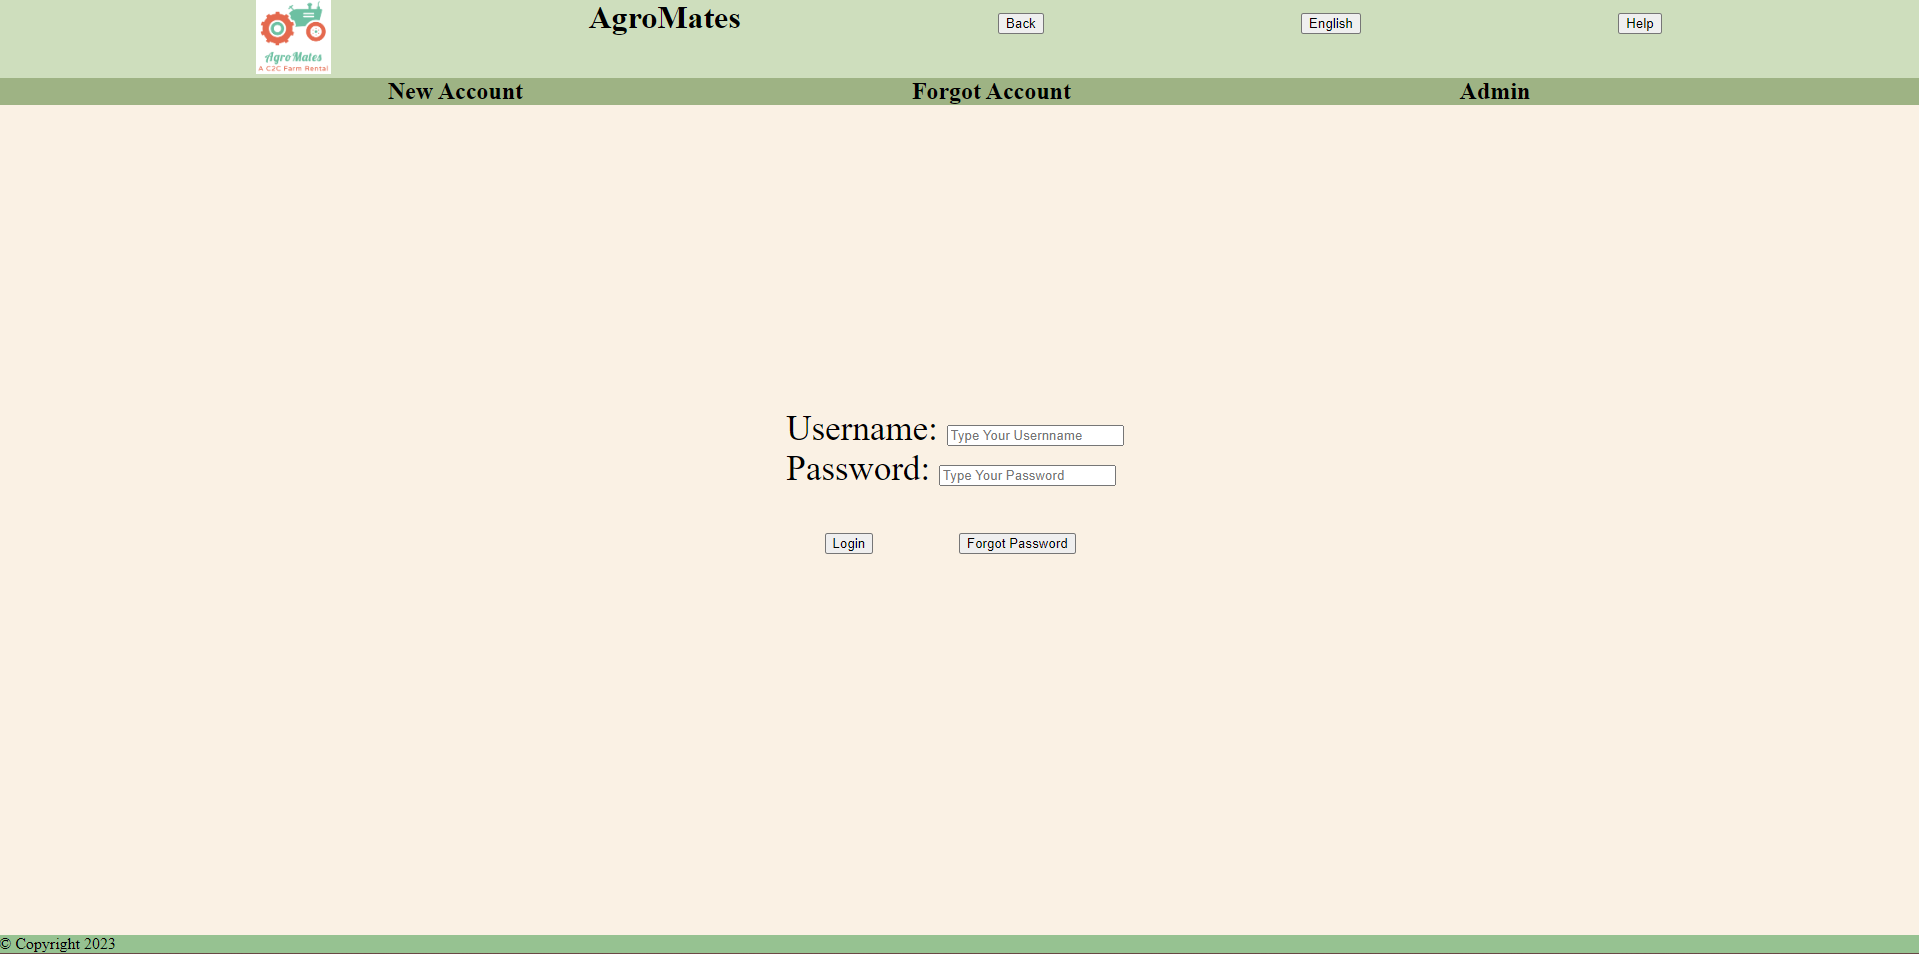 AgroMates
A C2C Farm Rental
AgroMates
Back
English
Help
New Account
Forgot Account
Admin
Username: Type Your Usernname
Password: Type Your Password
Login
Forgot Password
© Copyright 2023